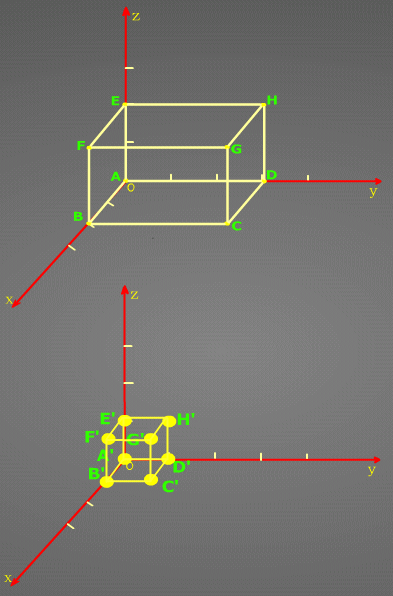 z
E H
F G
A O D
y
B C
x
z
E' H'
F' G'
A' O D'
y
B' C'
x